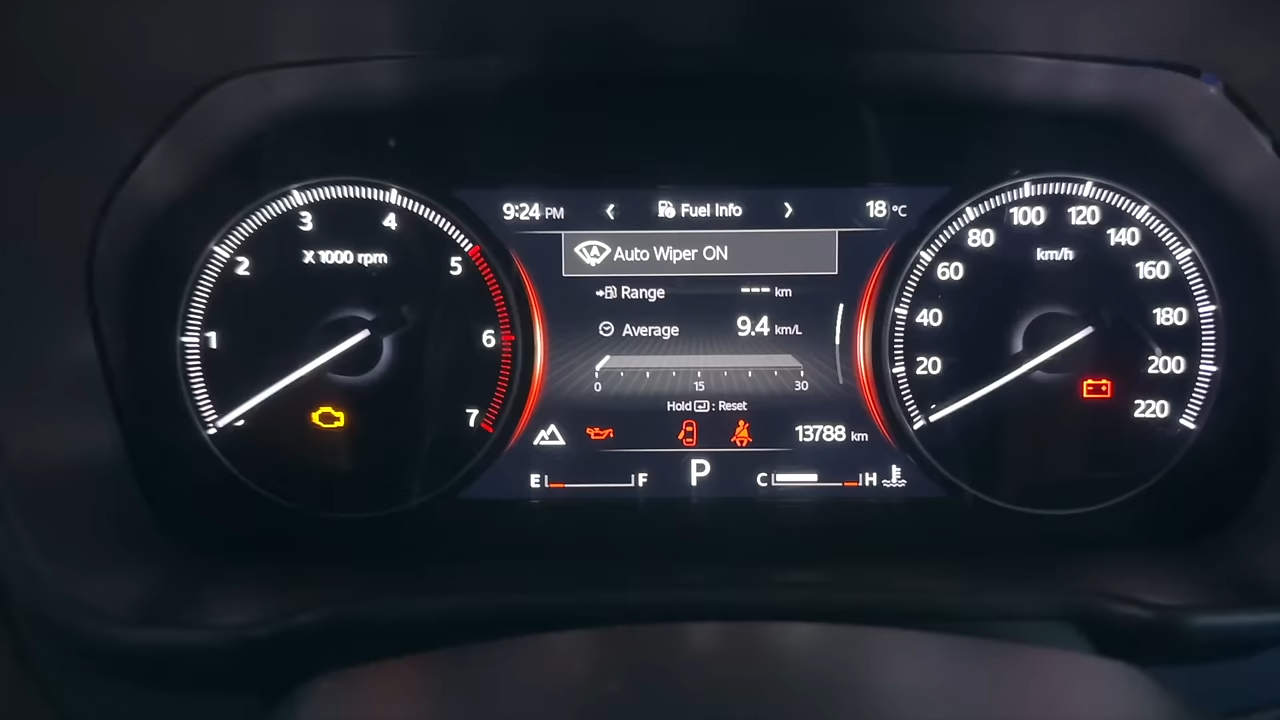 9:24 PM Fuel Info 18 °C
Auto Wiper ON
Range --- km
Average 9.4 km/L
0 15 30
Hold : Reset
13788 km
E F P C H
X 1000 rpm
1 2 3 4 5 6 7
km/h
20 40 60 80 100 120 140 160 180 200 220